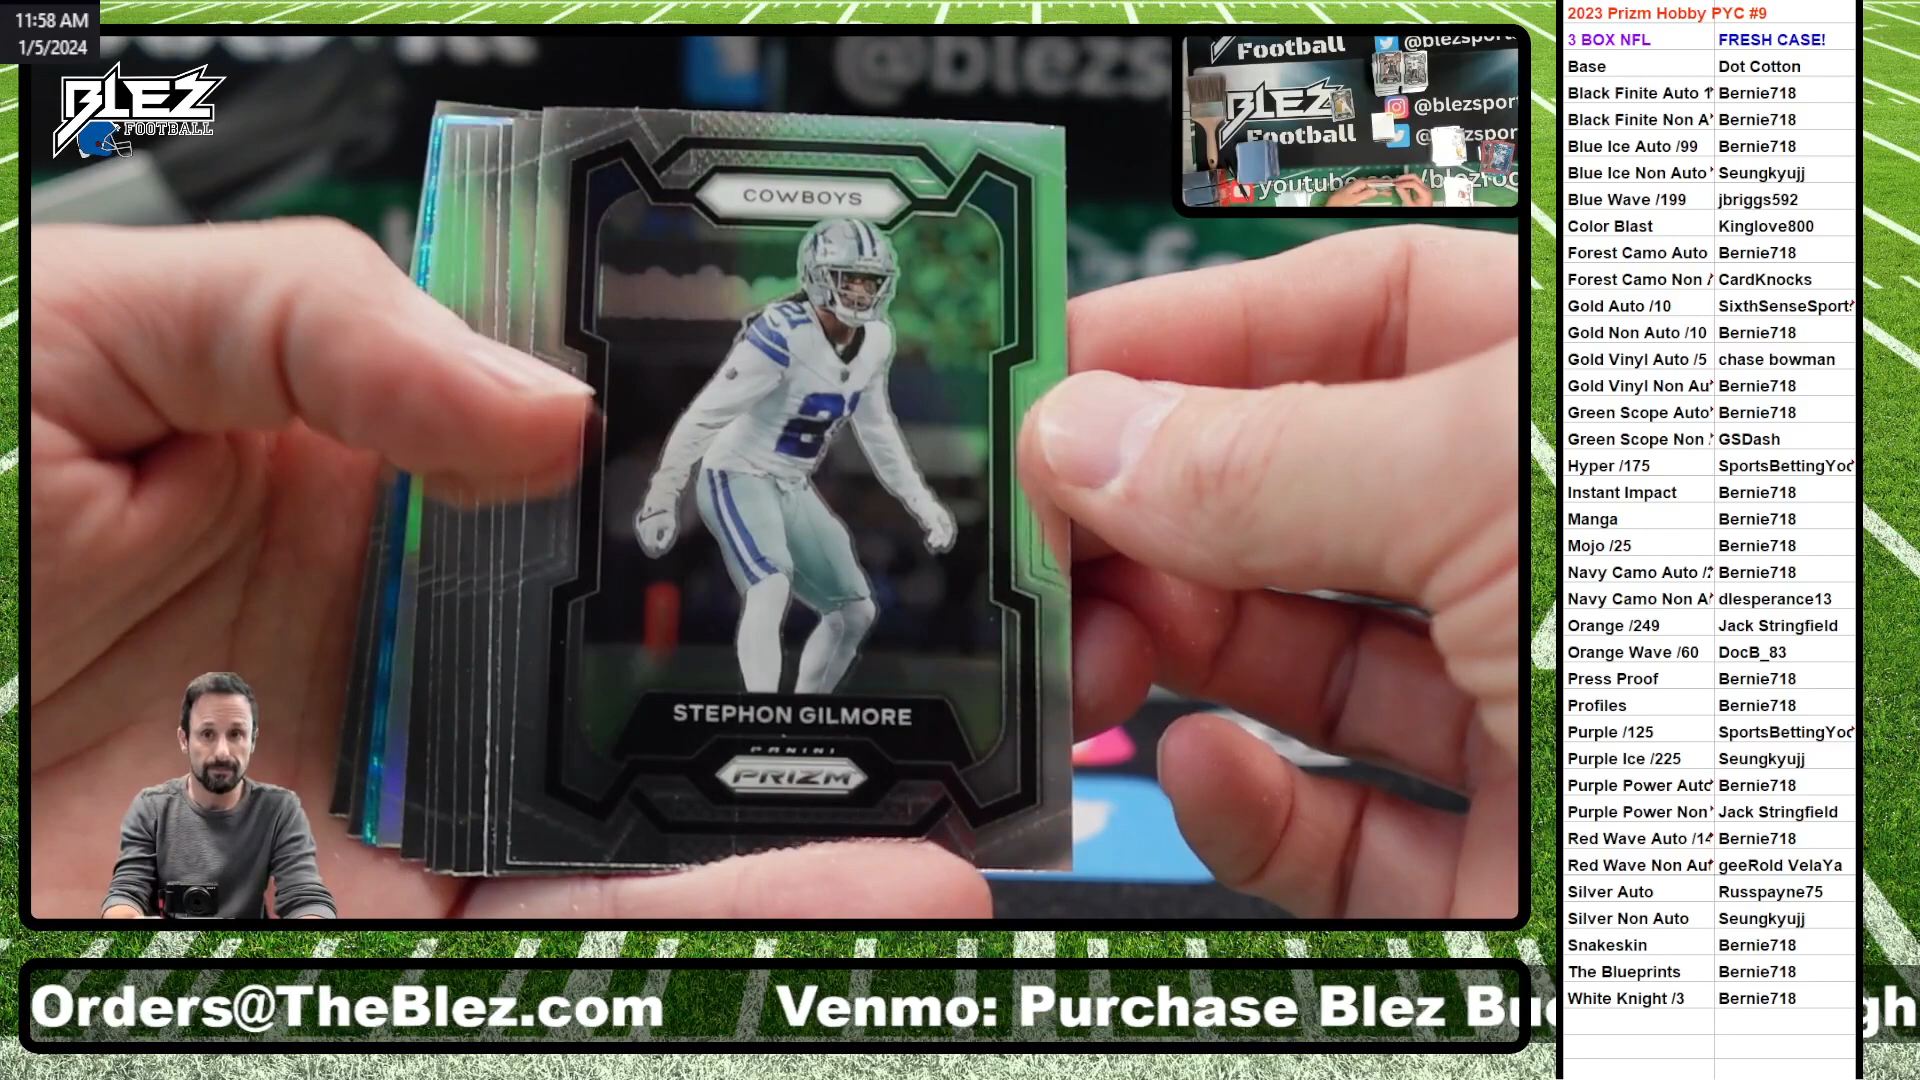 11:58 AM
1/5/2024
BLEZ
FOOTBALL
COWBOYS
21
STEPHON GILMORE
PANINI
PRIZM
Football
@blezspor
BLEZ
@blezspor
Football
youtube
Orders@TheBlez.com Venmo: Purchase Blez Bu
gh
2023 Prizm Hobby PYC #9
3 BOX NFL FRESH CASE!
Base Dot Cotton
Black Finite Auto Bernie718
Black Finite Non A Bernie718
Blue Ice Auto /99 Bernie718
Blue Ice Non Auto Seungkyujj
Blue Wave /199 jbriggs592
Color Blast Kinglove800
Forest Camo Auto Bernie718
Forest Camo Non CardKnocks
Gold Auto /10 SixthSenseSport
Gold Non Auto /10 Bernie718
Gold Vinyl Auto /5 chase bowman
Gold Vinyl Non Au Bernie718
Green Scope Auto Bernie718
Green Scope Non GSDash
Hyper /175 SportsBettingYo
Instant Impact Bernie718
Manga Bernie718
Mojo /25 Bernie718
Navy Camo Auto / Bernie718
Navy Camo Non A dlesperance13
Orange /249 Jack Stringfield
Orange Wave /60 DocB_83
Press Proof Bernie718
Profiles Bernie718
Purple /125 SportsBettingYo
Purple Ice /225 Seungkyujj
Purple Power Auto Bernie718
Purple Power Non Jack Stringfield
Red Wave Auto /14 Bernie718
Red Wave Non Au geeRold VelaYa
Silver Auto Russpayne75
Silver Non Auto Seungkyujj
Snakeskin Bernie718
The Blueprints Bernie718
White Knight /3 Bernie718